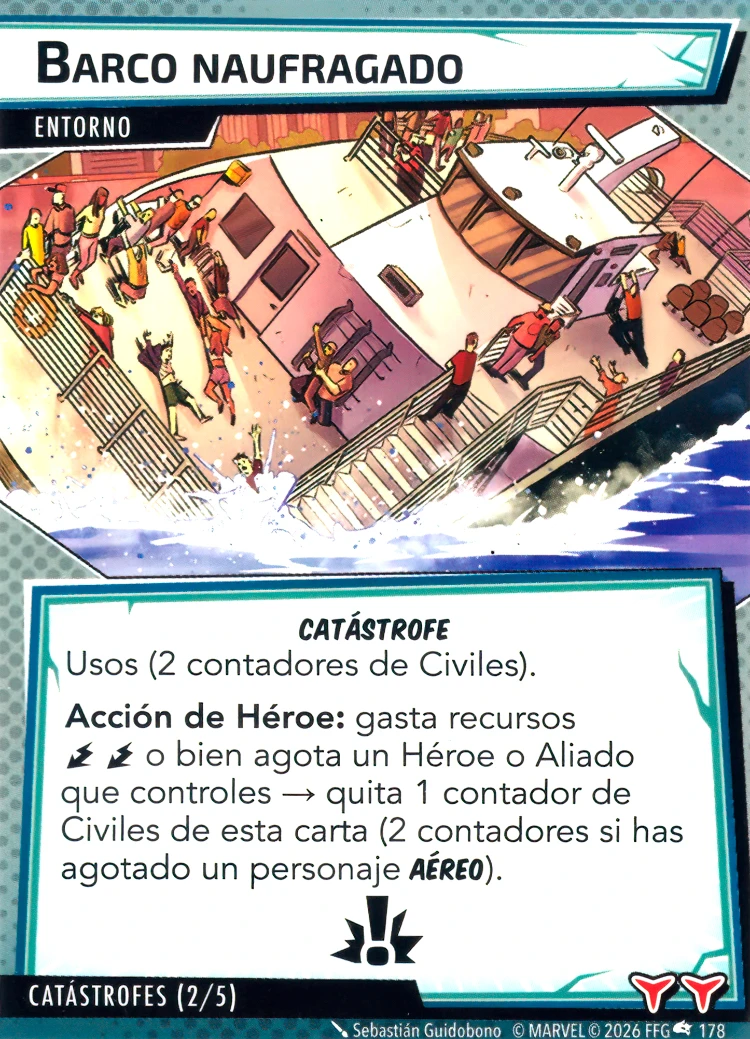 BARCO NAUFRAGADO
ENTORNO
CATÁSTROFE
Usos (2 contadores de Civiles).
Acción de Héroe: gasta recursos
o bien agota un Héroe o Aliado
que controles → quita 1 contador de
Civiles de esta carta (2 contadores si has
agotado un personaje AÉREO).
CATÁSTROFES (2/5)
Sebastián Guidobono © MARVEL © 2026 FFG 178